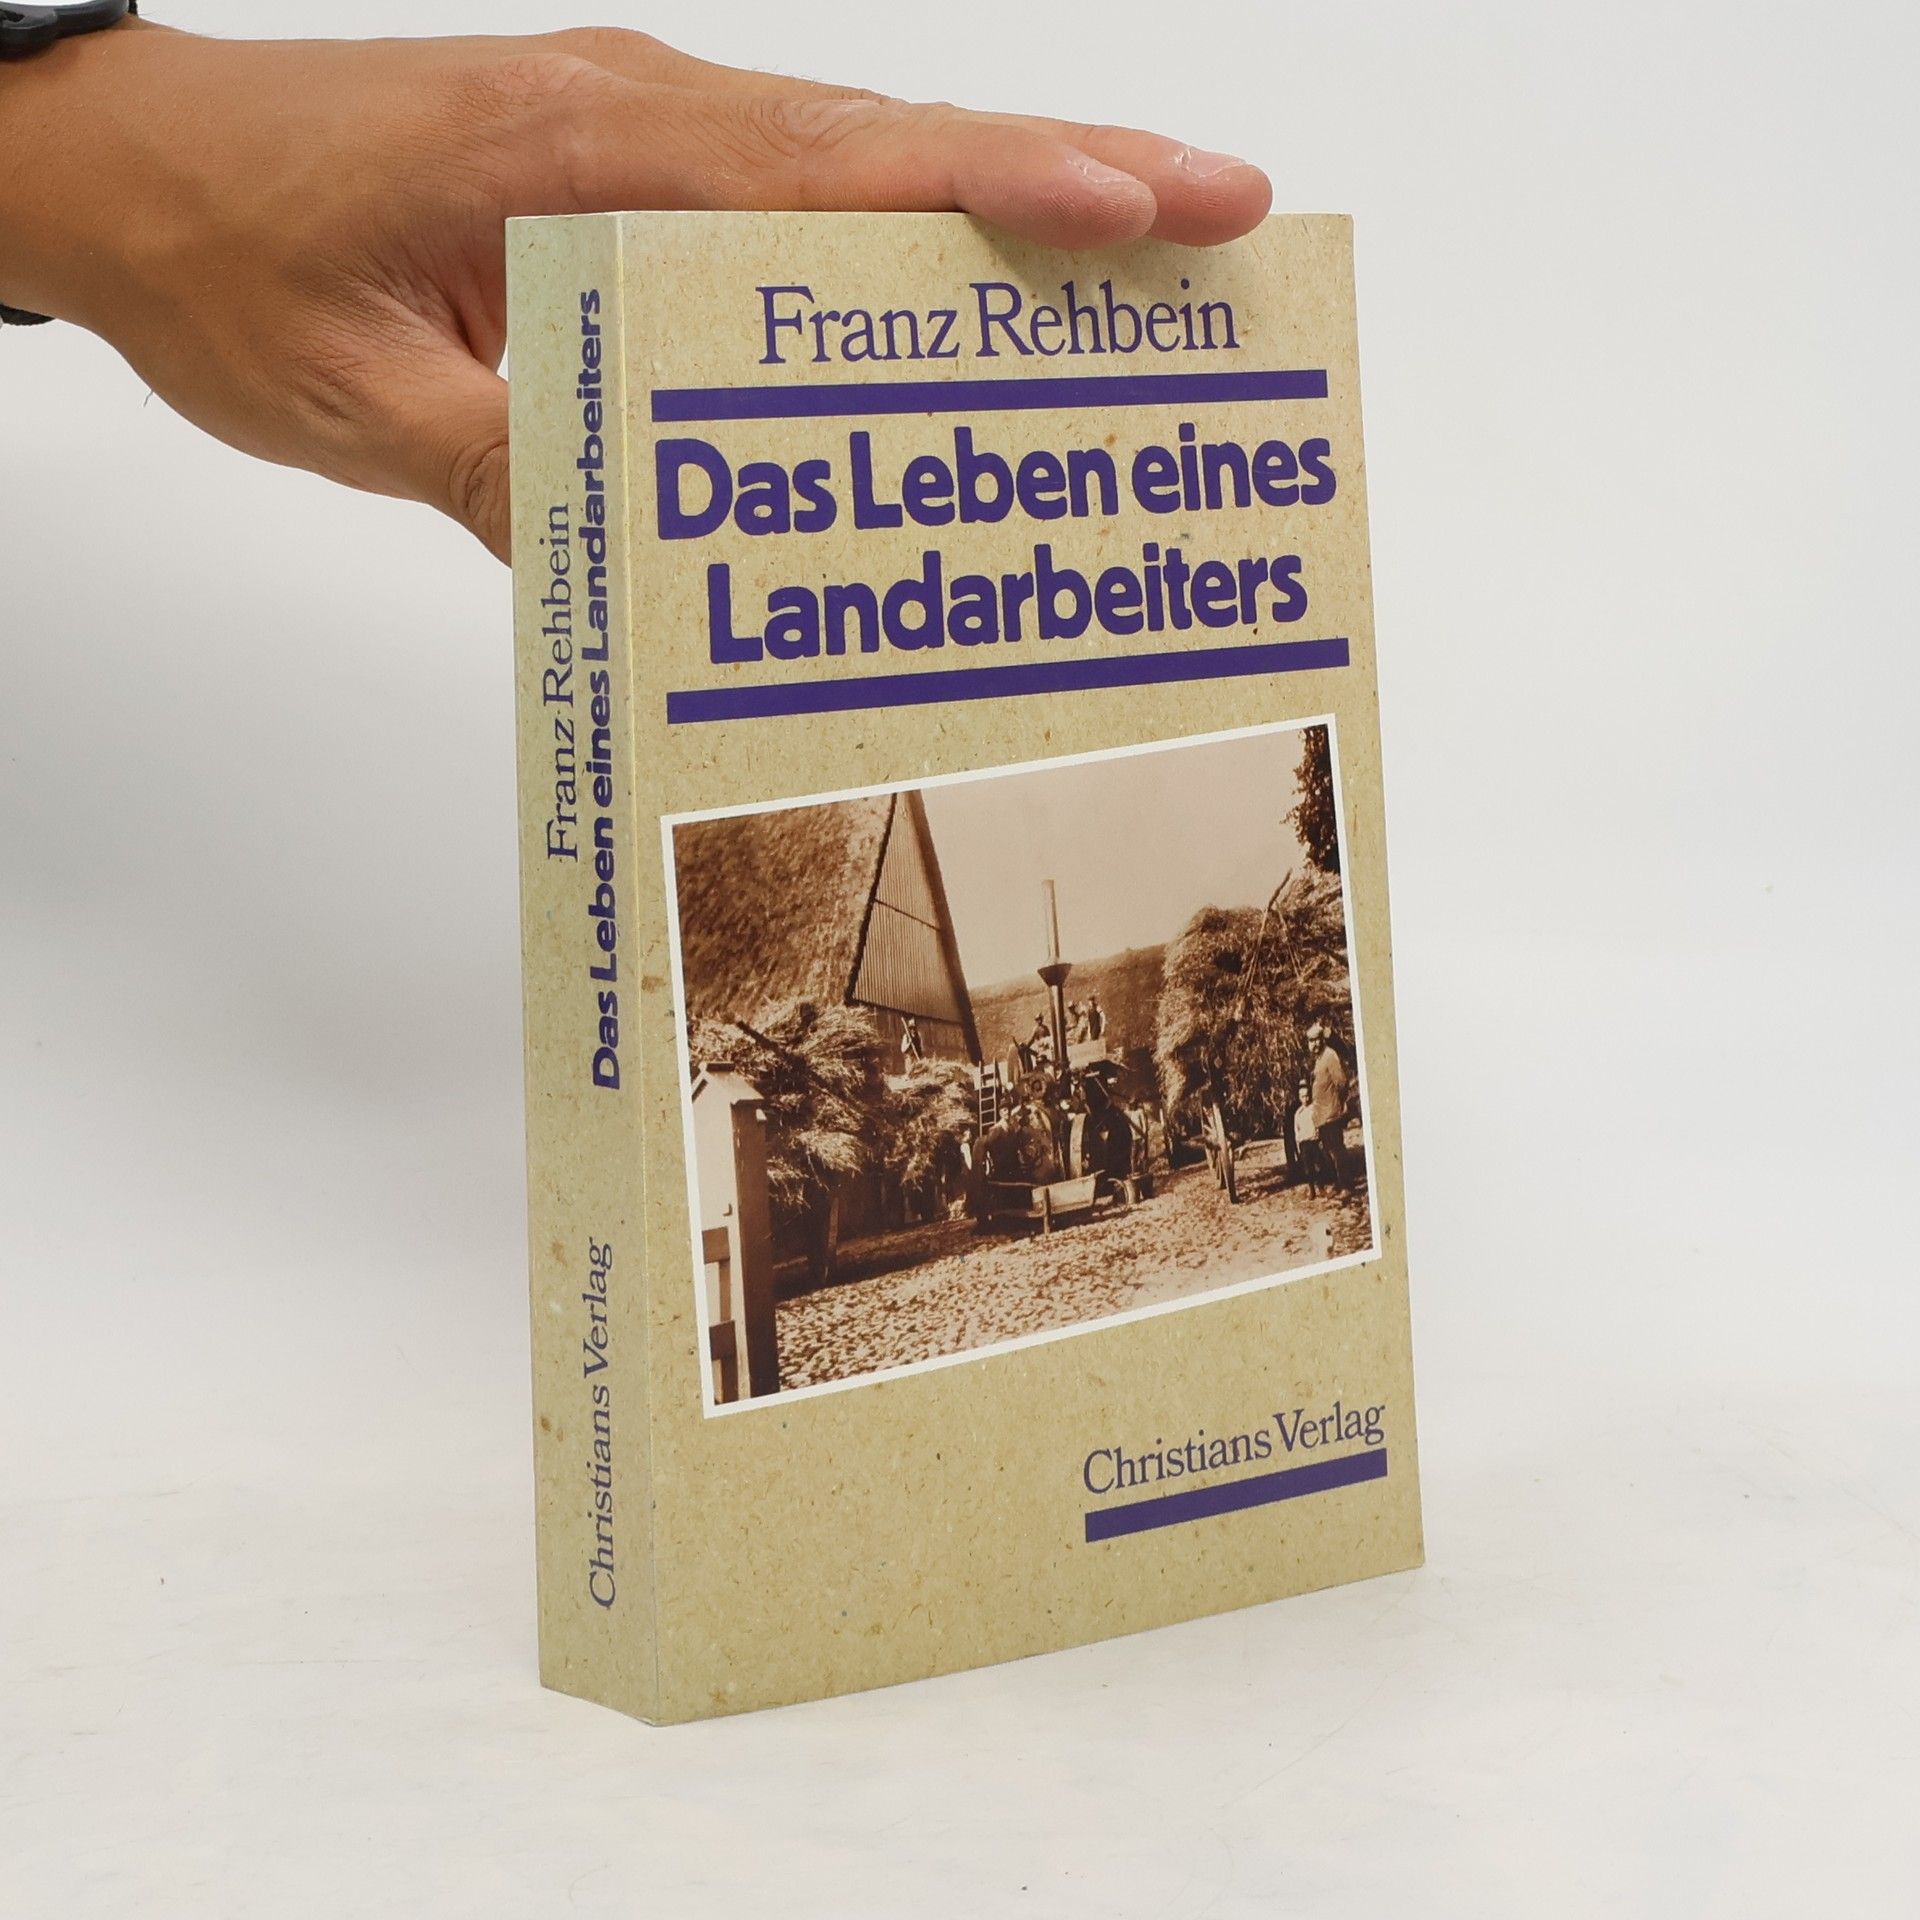 Franz Rehbein
Das Leben eines
Landarbeiters
Christians Verlag
Franz Rehbein
Das Leben eines Landarbeiters
Christians Verlag